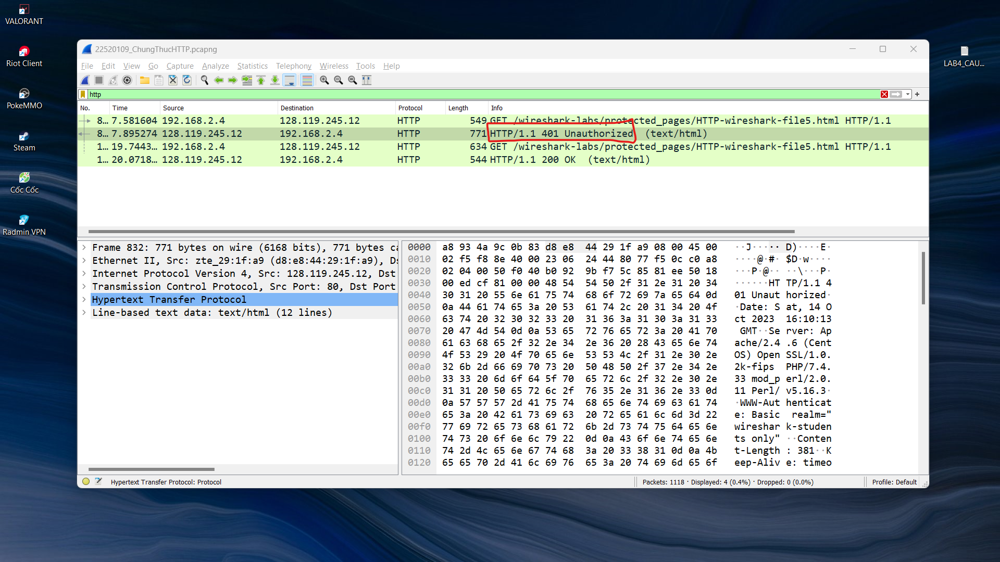 VALORANT
Riot Client
PokeMMO
Steam
Cốc Cốc
Radmin VPN
LAB4_CAU...
22520109_ChungThucHTTP.pcapng
File Edit View Go Capture Analyze Statistics Telephony Wireless Tools Help
http
No. Time Source Destination Protocol Length Info
8... 7.581604 192.168.2.4 128.119.245.12 HTTP 549 GET /wireshark-labs/protected_pages/HTTP-wireshark-file5.html HTTP/1.1
8... 7.895274 128.119.245.12 192.168.2.4 HTTP 771 HTTP/1.1 401 Unauthorized (text/html)
1... 19.7443... 192.168.2.4 128.119.245.12 HTTP 634 GET /wireshark-labs/protected_pages/HTTP-wireshark-file5.html HTTP/1.1
1... 20.0718... 128.119.245.12 192.168.2.4 HTTP 544 HTTP/1.1 200 OK (text/html)
Frame 832: 771 bytes on wire (6168 bits), 771 bytes ca
Ethernet II, Src: zte_29:1f:a9 (d8:e8:44:29:1f:a9), Ds
Internet Protocol Version 4, Src: 128.119.245.12, Dst
Transmission Control Protocol, Src Port: 80, Dst Port
Hypertext Transfer Protocol
Line-based text data: text/html (12 lines)
0000 a8 93 4a 9c 0b 83 d8 e8 44 29 1f a9 08 00 45 00 ··J····· D)····E·
0010 02 f5 f8 8e 40 00 23 06 24 44 80 77 f5 0c c0 a8 ····@·#· $D·w····
0020 02 04 00 50 f0 40 b0 92 9b f7 5c 85 81 ee 50 18 ···P·@·· ··\···P·
0030 00 ed cf 81 00 00 48 54 54 50 2f 31 2e 31 20 34 ······HT TP/1.1 4
0040 30 31 20 55 6e 61 75 74 68 6f 72 69 7a 65 64 0d 01 Unaut horized·
0050 0a 44 61 74 65 3a 20 53 61 74 2c 20 31 34 20 4f ·Date: S at, 14 O
0060 63 74 20 32 30 32 33 20 31 36 3a 31 30 3a 31 33 ct 2023 16:10:13
0070 20 47 4d 54 0d 0a 53 65 72 76 65 72 3a 20 41 70 GMT··Se rver: Ap
0080 61 63 68 65 2f 32 2e 34 2e 36 20 28 43 65 6e 74 ache/2.4 .6 (Cent
0090 4f 53 29 20 4f 70 65 6e 53 53 4c 2f 31 2e 30 2e OS) Open SSL/1.0.
00a0 32 6b 2d 66 69 70 73 20 50 48 50 2f 37 2e 34 2e 2k-fips PHP/7.4.
00b0 33 33 20 6d 6f 64 5f 70 65 72 6c 2f 32 2e 30 2e 33 mod_p erl/2.0.
00c0 31 31 20 50 65 72 6c 2f 76 35 2e 31 36 2e 33 0d 11 Perl/ v5.16.3·
00d0 0a 57 57 57 2d 41 75 74 68 65 6e 74 69 63 61 74 ·WWW-Aut henticat
00e0 65 3a 20 42 61 73 69 63 20 72 65 61 6c 6d 3d 22 e: Basic realm="
00f0 77 69 72 65 73 68 61 72 6b 2d 73 74 75 64 65 6e wireshar k-studen
0100 74 73 20 6f 6e 6c 79 22 0d 0a 43 6f 6e 74 65 6e ts only" ··Conten
0110 74 2d 4c 65 6e 67 74 68 3a 20 33 38 31 0d 0a 4b t-Length : 381··K
0120 65 65 70 2d 41 6c 69 76 65 3a 20 74 69 6d 65 6f eep-Aliv e: timeo
Hypertext Transfer Protocol: Protocol
Packets: 1118 · Displayed: 4 (0.4%) · Dropped: 0 (0.0%)
Profile: Default